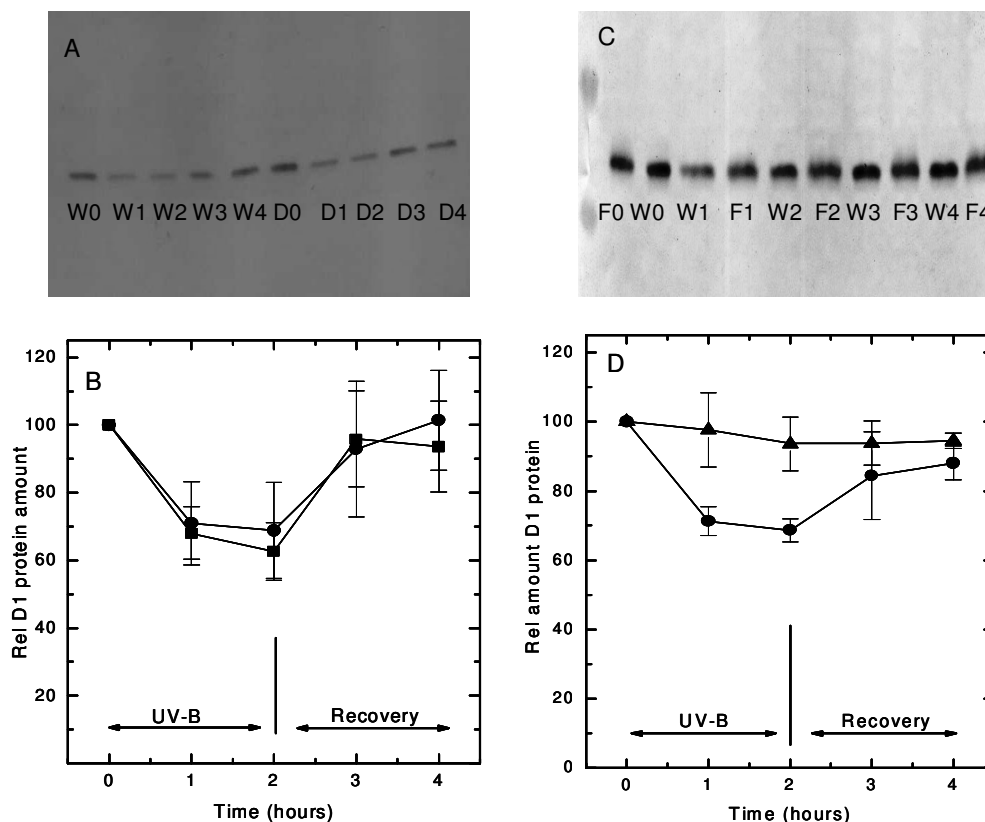 A
W0 W1 W2 W3 W4 D0 D1 D2 D3 D4
C
F0 W0 W1 F1 W2 F2 W3 F3 W4 F4
B
Rel D1 protein amount
120
100
80
60
40
20
UV-B
Recovery
0 1 2 3 4
Time (hours)
D
Rel amount D1 protein
120
100
80
60
40
20
0
UV-B
Recovery
0 1 2 3 4
Time (hours)